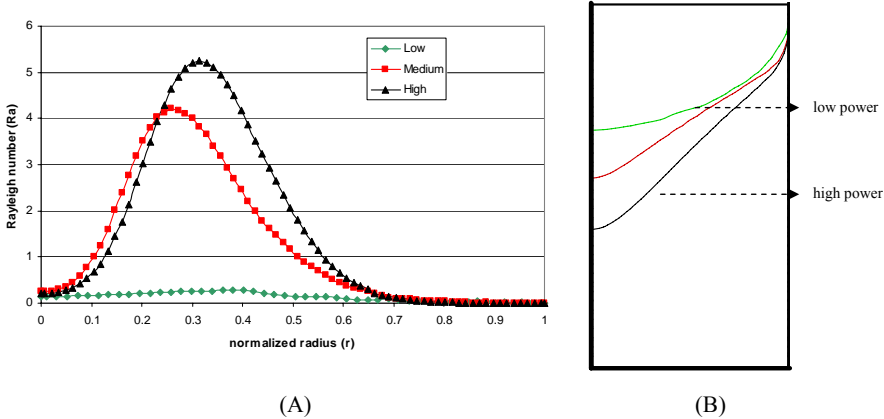 6
5
4
3
2
1
0
Rayleigh number (Ra)
Low
Medium
High
0 0.1 0.2 0.3 0.4 0.5 0.6 0.7 0.8 0.9 1
normalized radius (r)
(A)
low power
high power
(B)